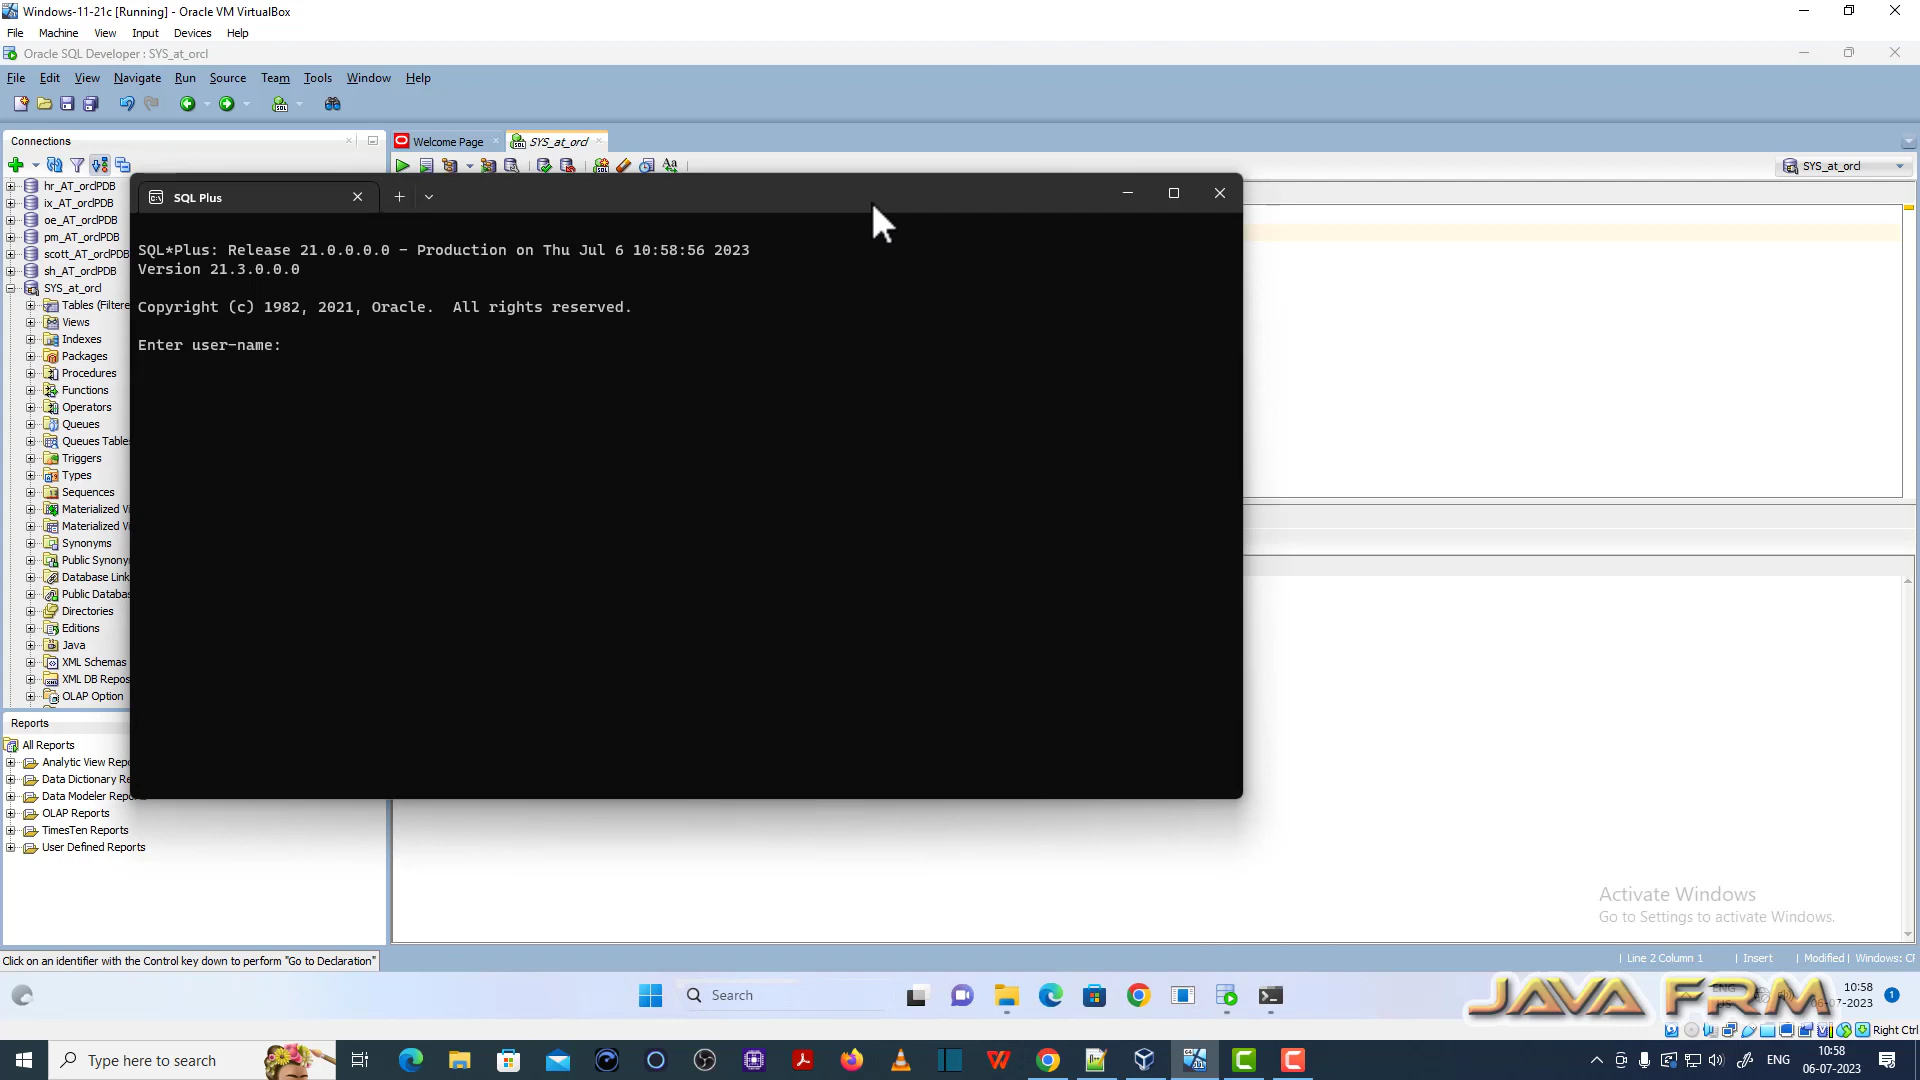 Windows-11-21c [Running] - Oracle VM VirtualBox
File Machine View Input Devices Help
Oracle SQL Developer : SYS_at_orcl
File Edit View Navigate Run Source Team Tools Window Help
Connections
Welcome Page
SYS_at_orcl
SYS_at_orcl
hr_AT_orclPDB
ix_AT_orclPDB
oe_AT_orclPDB
pm_AT_orclPDB
scott_AT_orclPDB
sh_AT_orclPDB
SYS_at_orcl
Tables (Filtere
Views
Indexes
Packages
Procedures
Functions
Operators
Queues
Queues Table
Triggers
Types
Sequences
Materialized Vi
Materialized Vi
Synonyms
Public Synony
Database Link
Public Databas
Directories
Editions
Java
XML Schemas
XML DB Repos
OLAP Option
SQL Plus
SQL*Plus: Release 21.0.0.0.0 - Production on Thu Jul 6 10:58:56 2023
Version 21.3.0.0.0
Copyright (c) 1982, 2021, Oracle. All rights reserved.
Enter user-name:
Reports
All Reports
Analytic View Repo
Data Dictionary Re
Data Modeler Repo
OLAP Reports
TimesTen Reports
User Defined Reports
Activate Windows
Go to Settings to activate Windows.
Click on an identifier with the Control key down to perform "Go to Declaration"
Line 2 Column 1 Insert Modified Windows: CF
Search
10:58
06-07-2023
1
JAVA FRM
Right Ctrl
Type here to search
ENG
10:58
06-07-2023